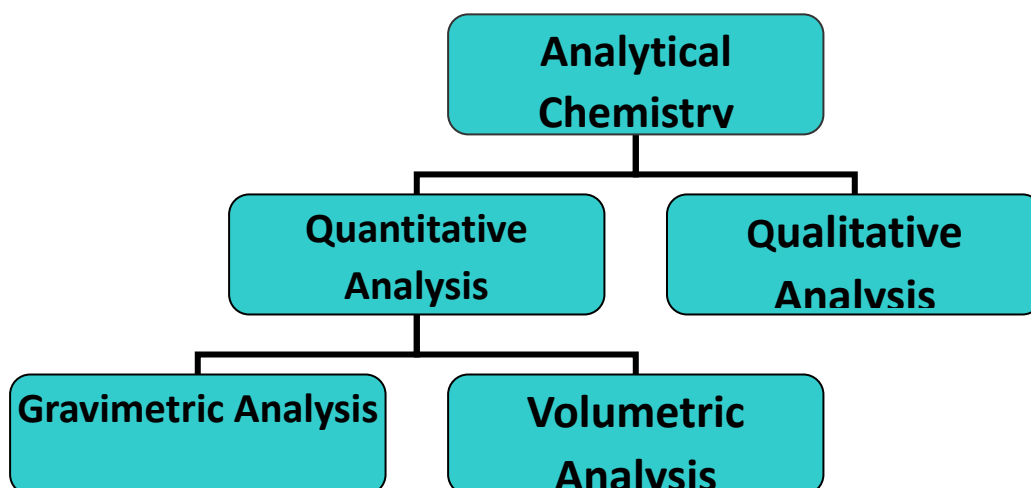 Analytical
Chemistry
Quantitative
Analysis
Qualitative
Analysis
Gravimetric Analysis
Volumetric
Analysis